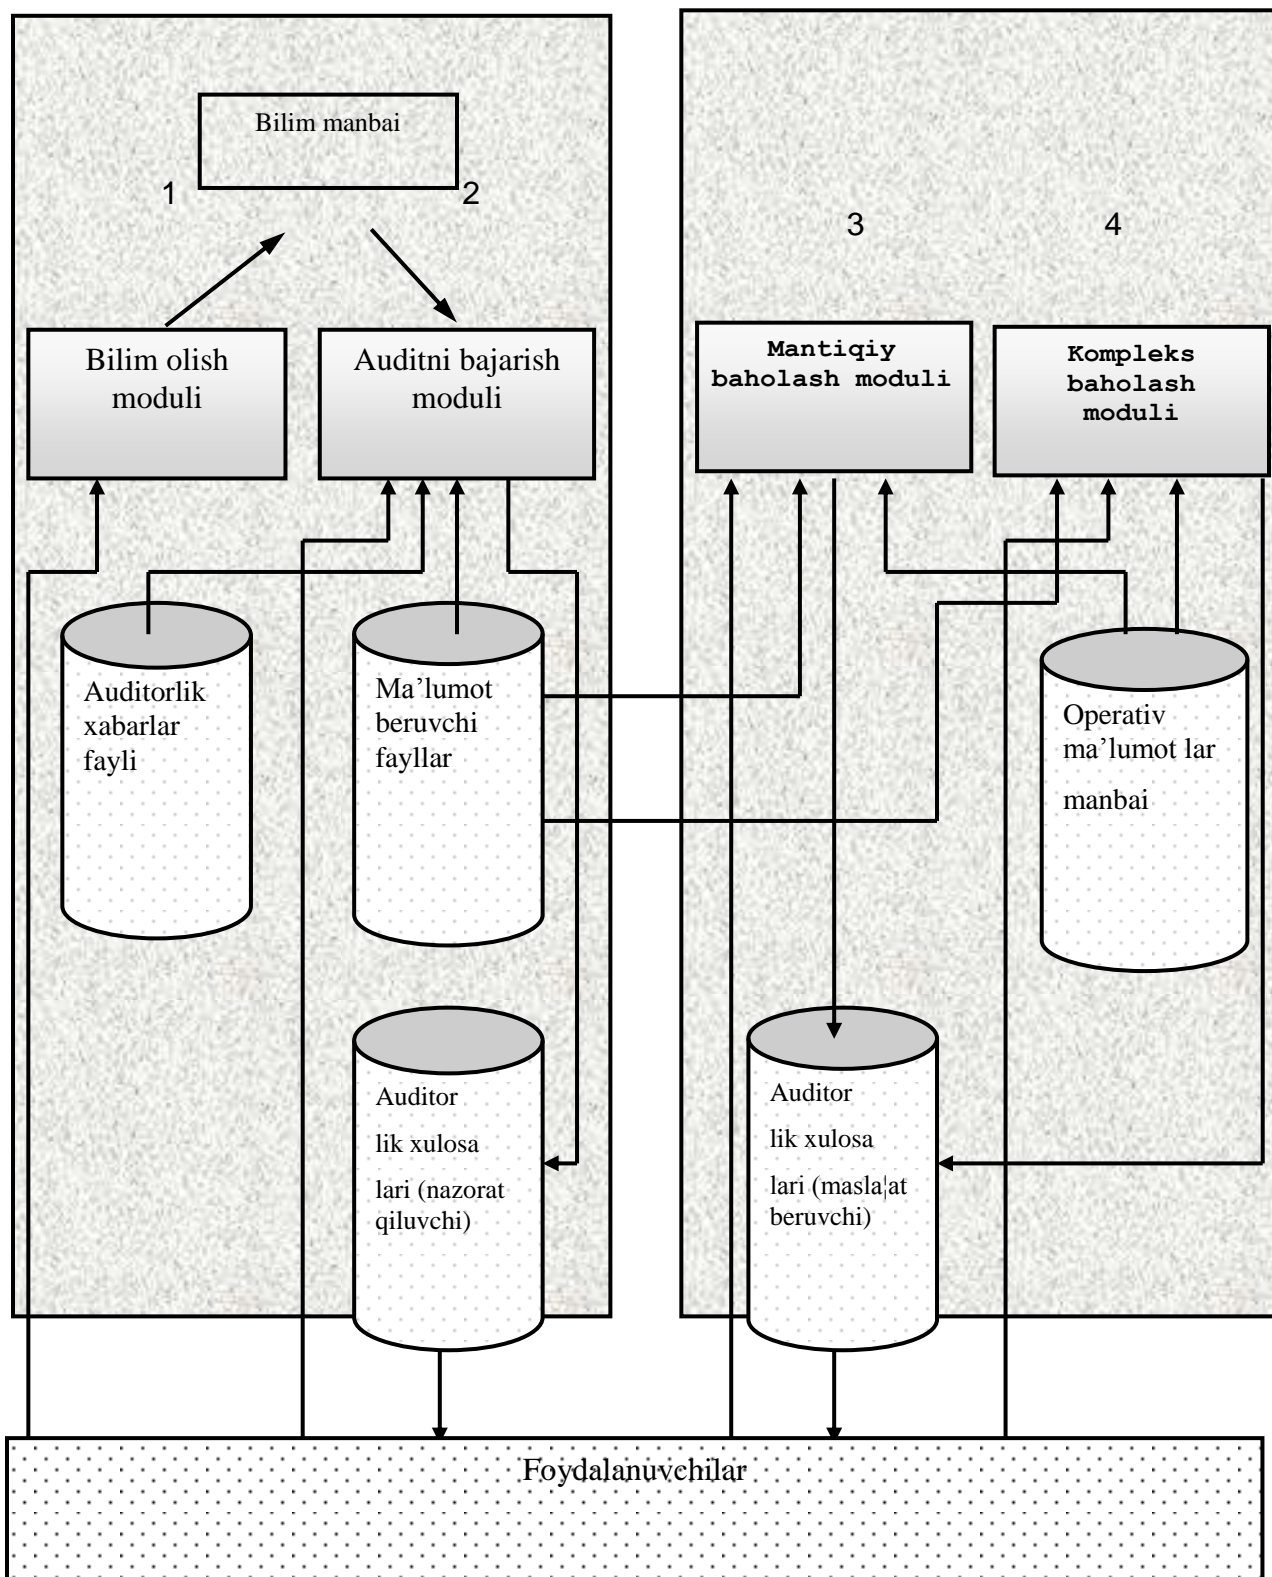 Bilim manbai
1
2
3
4
Bilim olish
moduli
Auditni bajarish
moduli
Mantiqiy
baholash moduli
Kompleks
baholash
moduli
Auditorlik
xabarlar
fayli
Ma’lumot
beruvchi
fayllar
Operativ
ma’lumot lar
manbai
Auditor
lik xulosa
lari (nazorat
qiluvchi)
Auditor
lik xulosa
lari (masla¦at
beruvchi)
Foydalanuvchilar